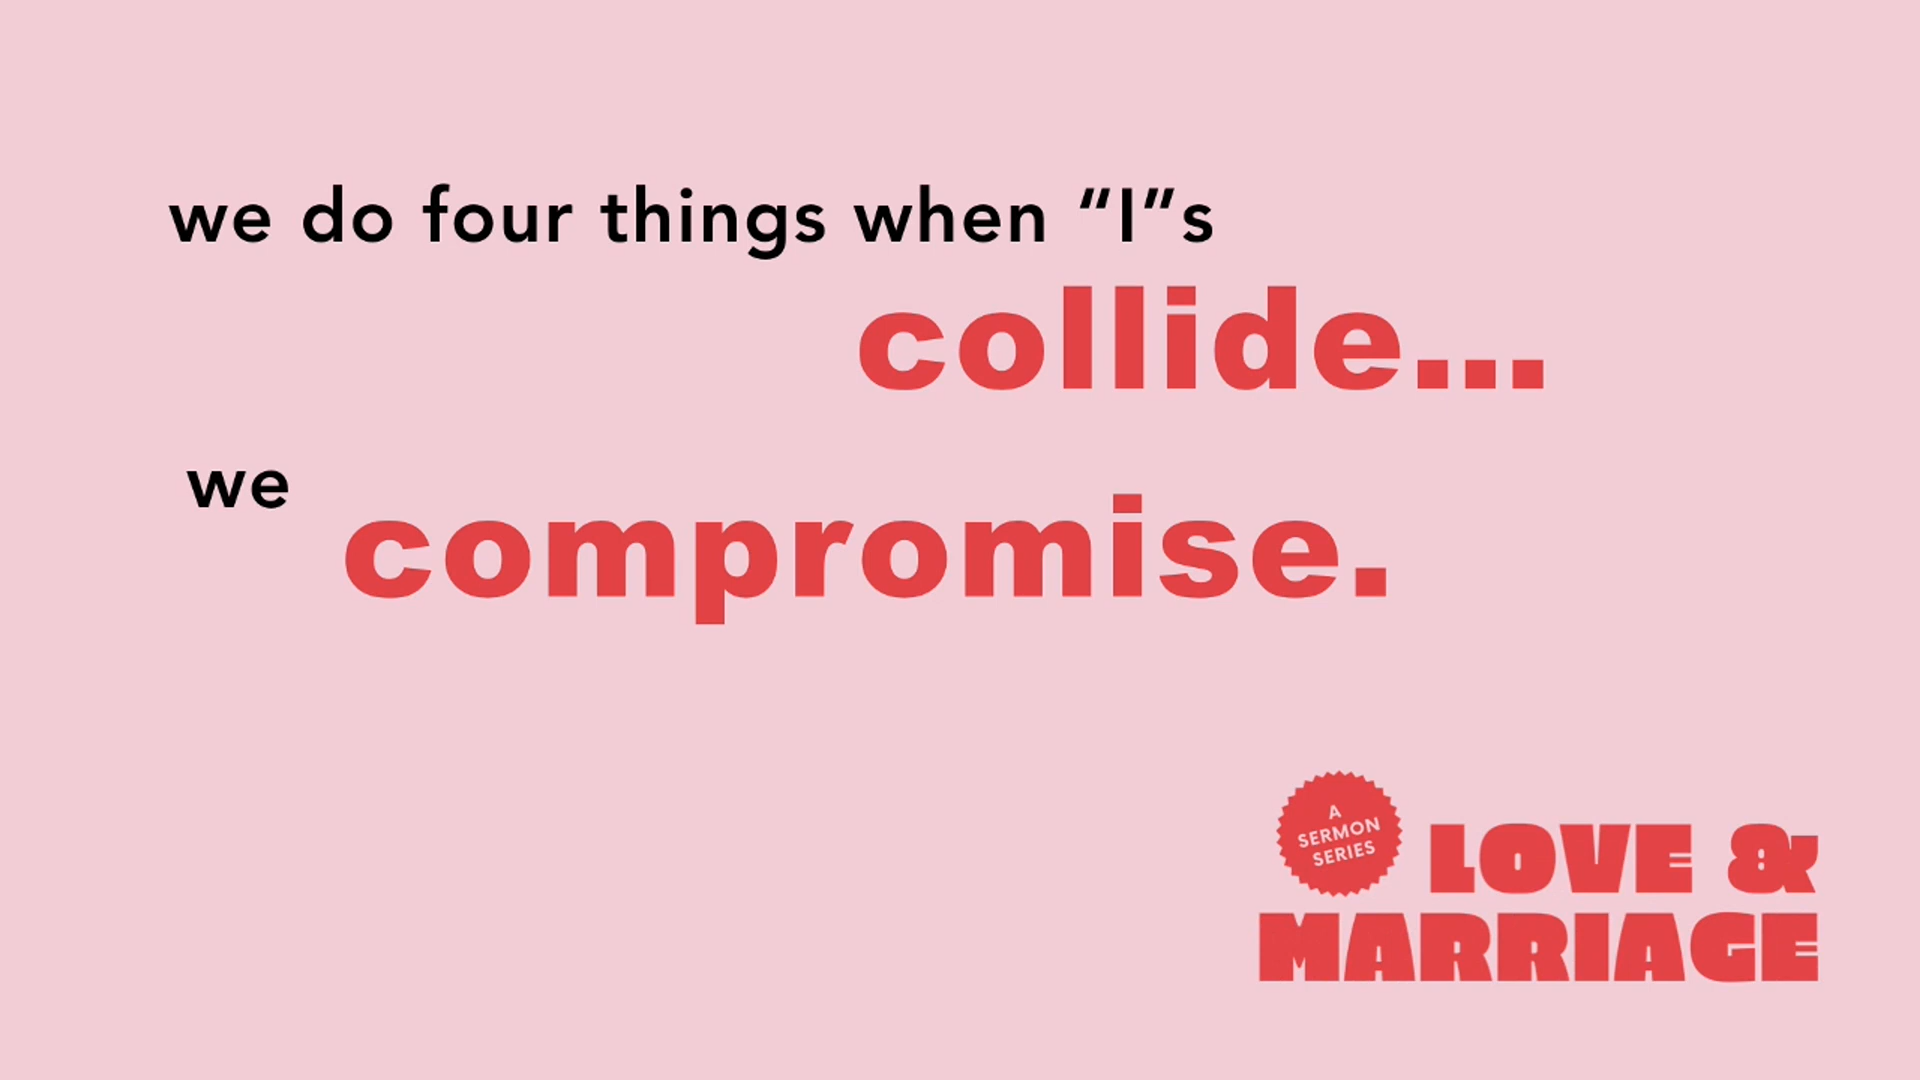 we do four things when “I”s
collide...
we
compromise.
A
SERMON
SERIES
LOVE &
MARRIAGE